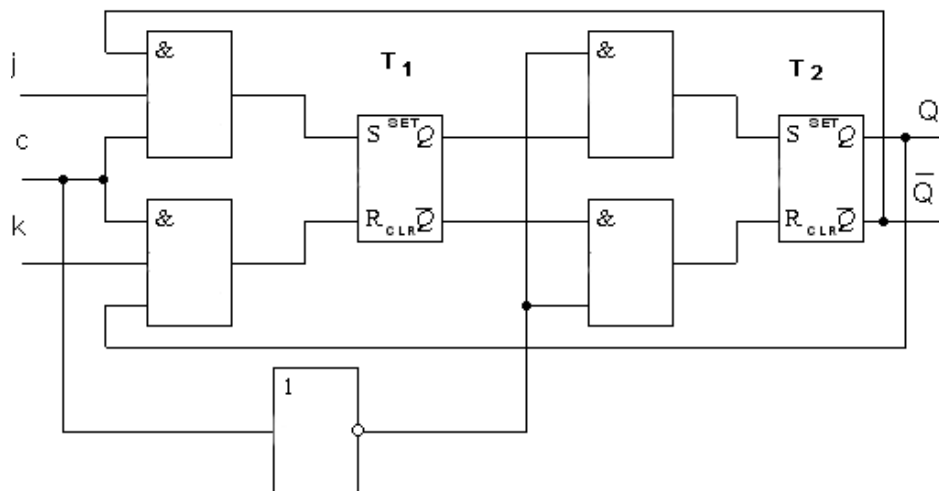 &
&
j
T1
T2
S SET Q
S SET Q
Q
c
Q̅
&
&
k
R CLR Q̅
R CLR Q̅
1